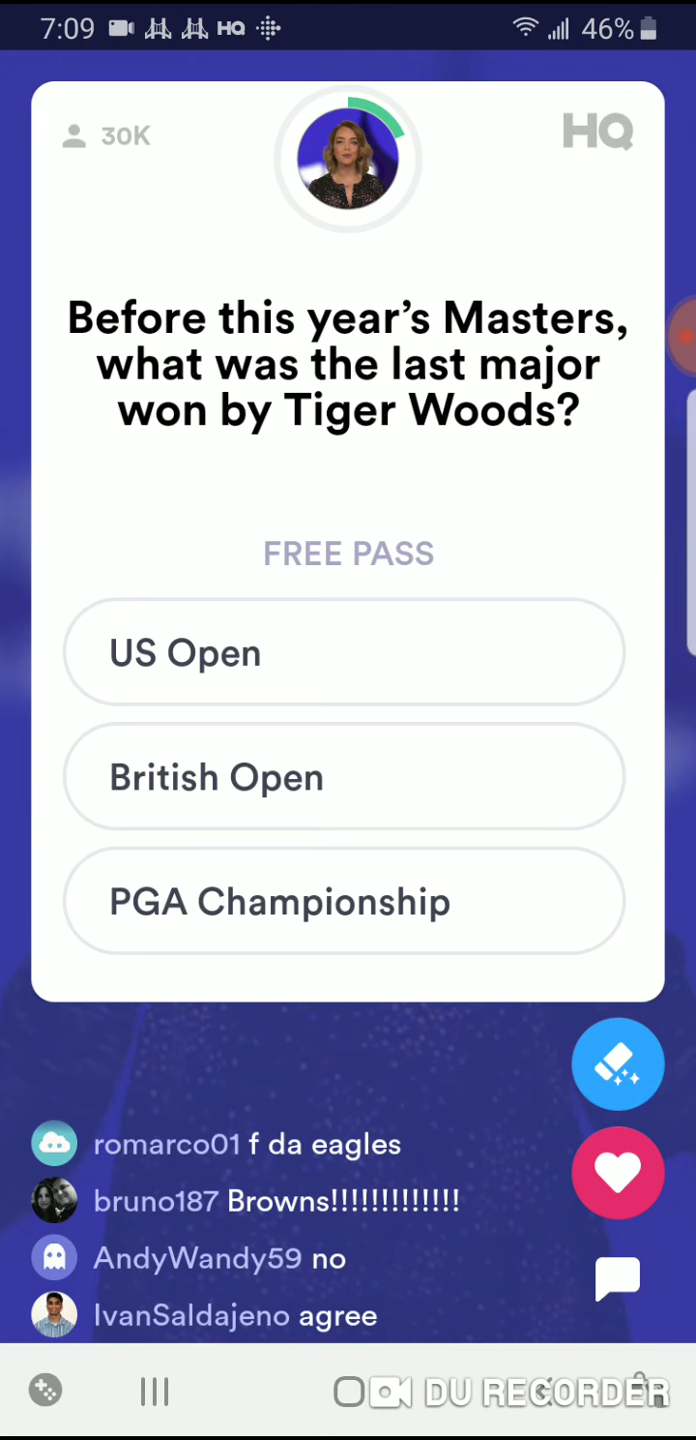 7:09 HQ 46%
30K HQ
Before this year's Masters,
what was the last major
won by Tiger Woods?
FREE PASS
US Open
British Open
PGA Championship
romarco01 f da eagles
bruno187 Browns!!!!!!!!!!!!!
AndyWandy59 no
IvanSaldajeno agree
DU RECORDER